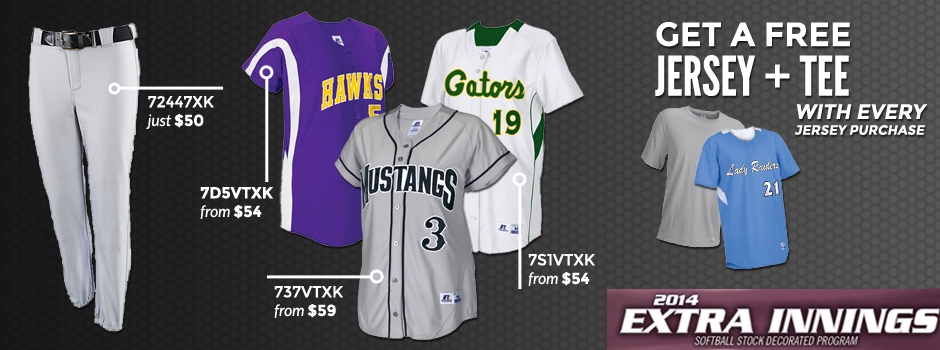 72447XK
just $50
HAWKS
5
7D5VTXK
from $54
MUSTANGS
3
737VTXK
from $59
Gators
19
7S1VTXK
from $54
GET A FREE
JERSEY + TEE
WITH EVERY
JERSEY PURCHASE
Lady Raiders
21
2014
EXTRA INNINGS
SOFTBALL STOCK DECORATED PROGRAM